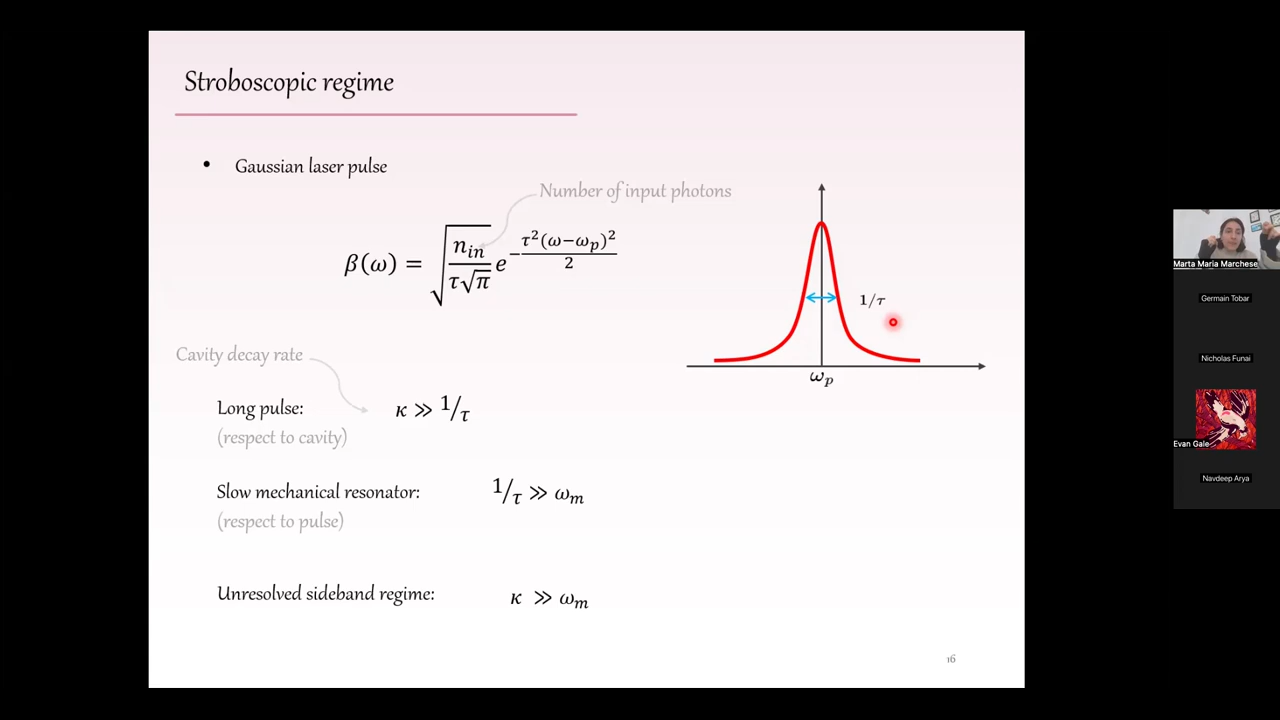 Stroboscopic regime
• Gaussian laser pulse
Number of input photons
β(ω) = √(n_in / τ√π) e^(−τ²(ω−ω_p)²/2)
1/τ
ω_p
Cavity decay rate
Long pulse: κ ≫ 1/τ
(respect to cavity)
Slow mechanical resonator: 1/τ ≫ ω_m
(respect to pulse)
Unresolved sideband regime: κ ≫ ω_m
16
Marta Maria Marchese
Germain Tobar
Nicholas Funai
Evan Gale
Navdeep Arya